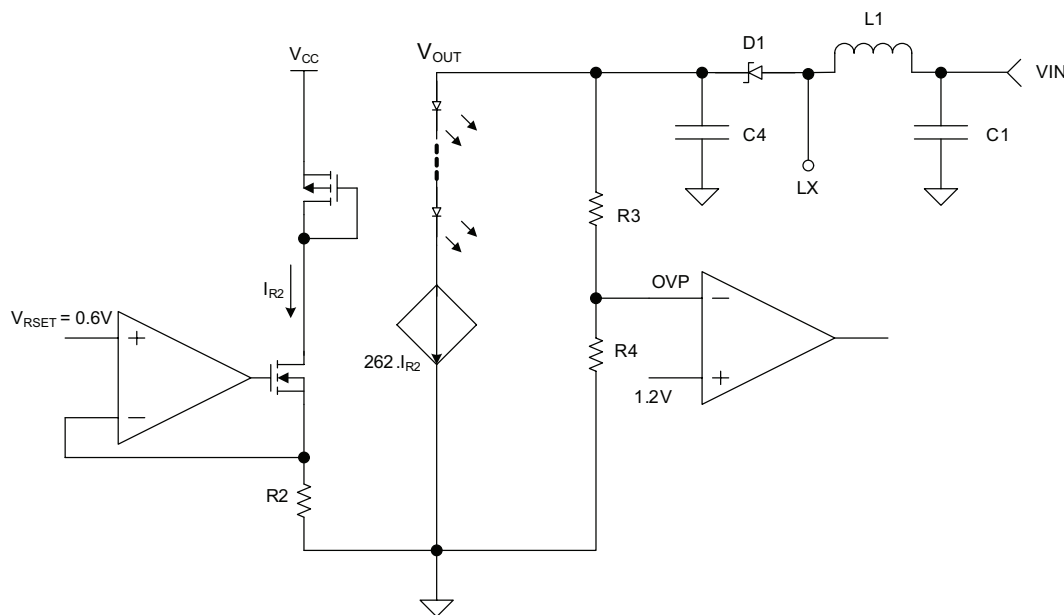 L1
D1
VCC
VOUT
VIN
C4
C1
LX
R3
IR2
OVP
VRSET = 0.6V
R4
262.IR2
1.2V
R2